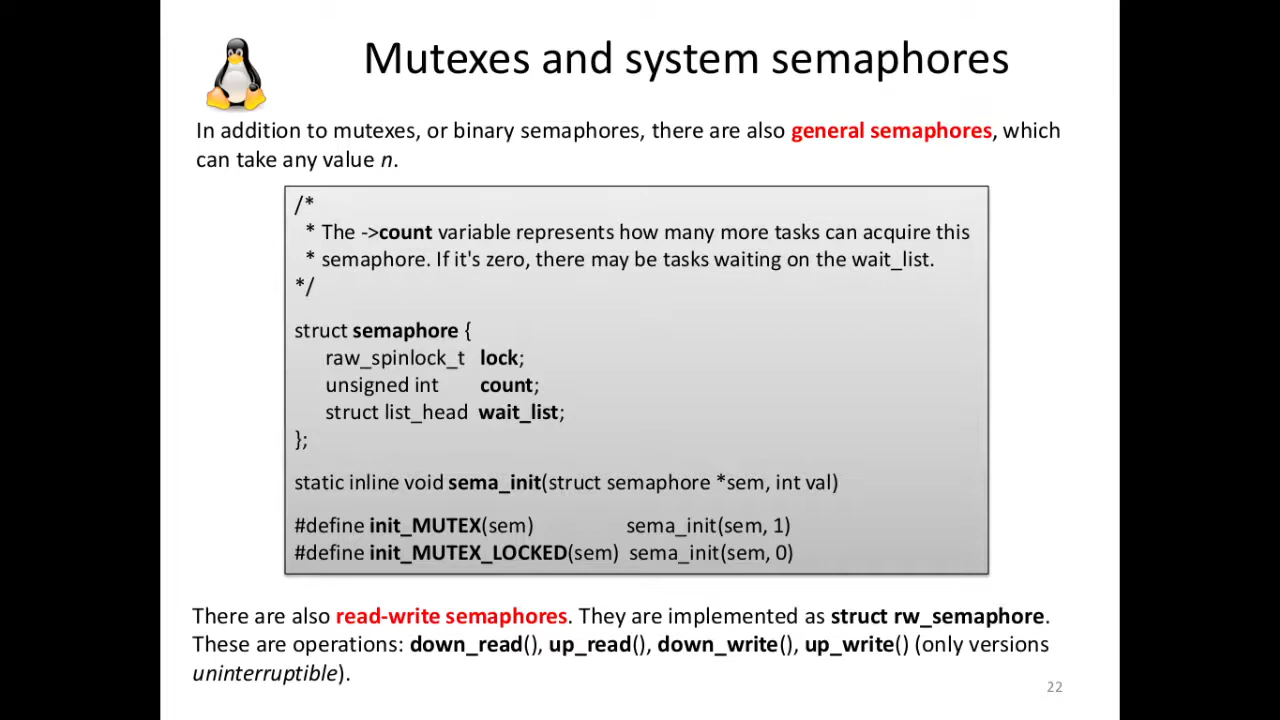 Mutexes and system semaphores
In addition to mutexes, or binary semaphores, there are also general semaphores, which
can take any value n.
/*
* The ->count variable represents how many more tasks can acquire this
* semaphore. If it's zero, there may be tasks waiting on the wait_list.
*/
struct semaphore {
raw_spinlock_t lock;
unsigned int count;
struct list_head wait_list;
};
static inline void sema_init(struct semaphore *sem, int val)
#define init_MUTEX(sem) sema_init(sem, 1)
#define init_MUTEX_LOCKED(sem) sema_init(sem, 0)
There are also read-write semaphores. They are implemented as struct rw_semaphore.
These are operations: down_read(), up_read(), down_write(), up_write() (only versions
uninterruptible).
22